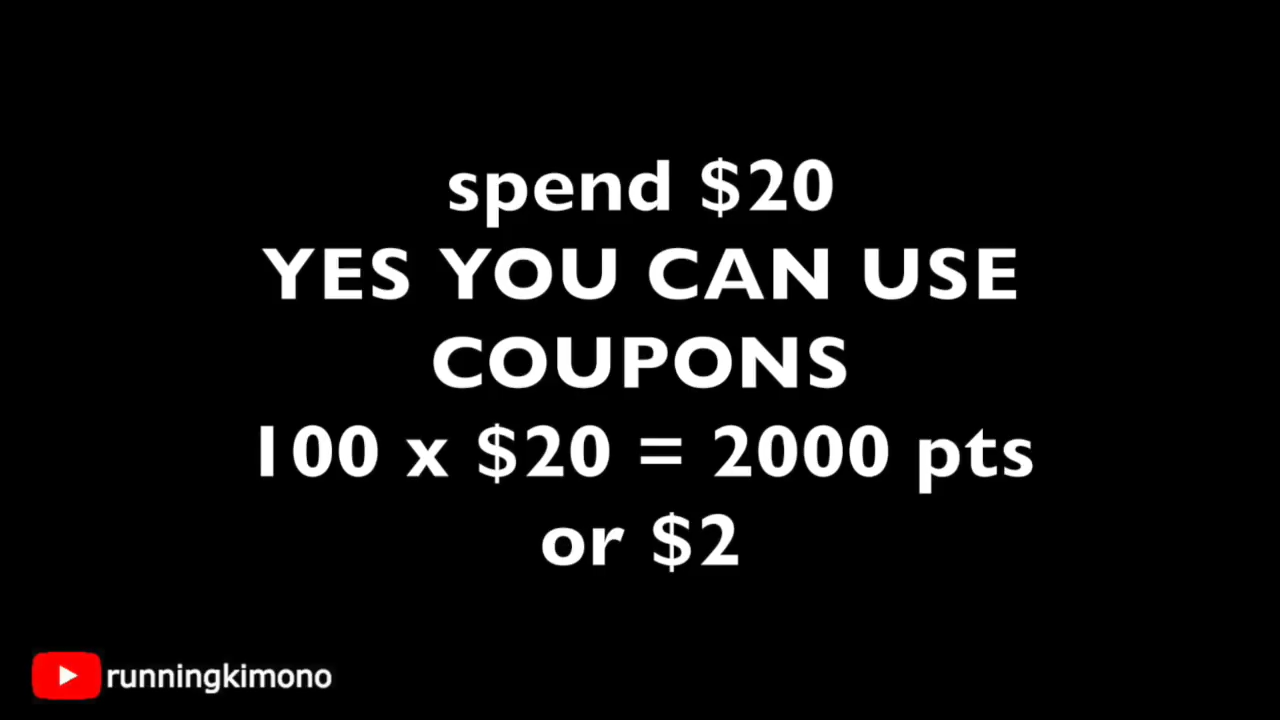 spend $20
YES YOU CAN USE
COUPONS
100 x $20 = 2000 pts
or $2
runningkimono